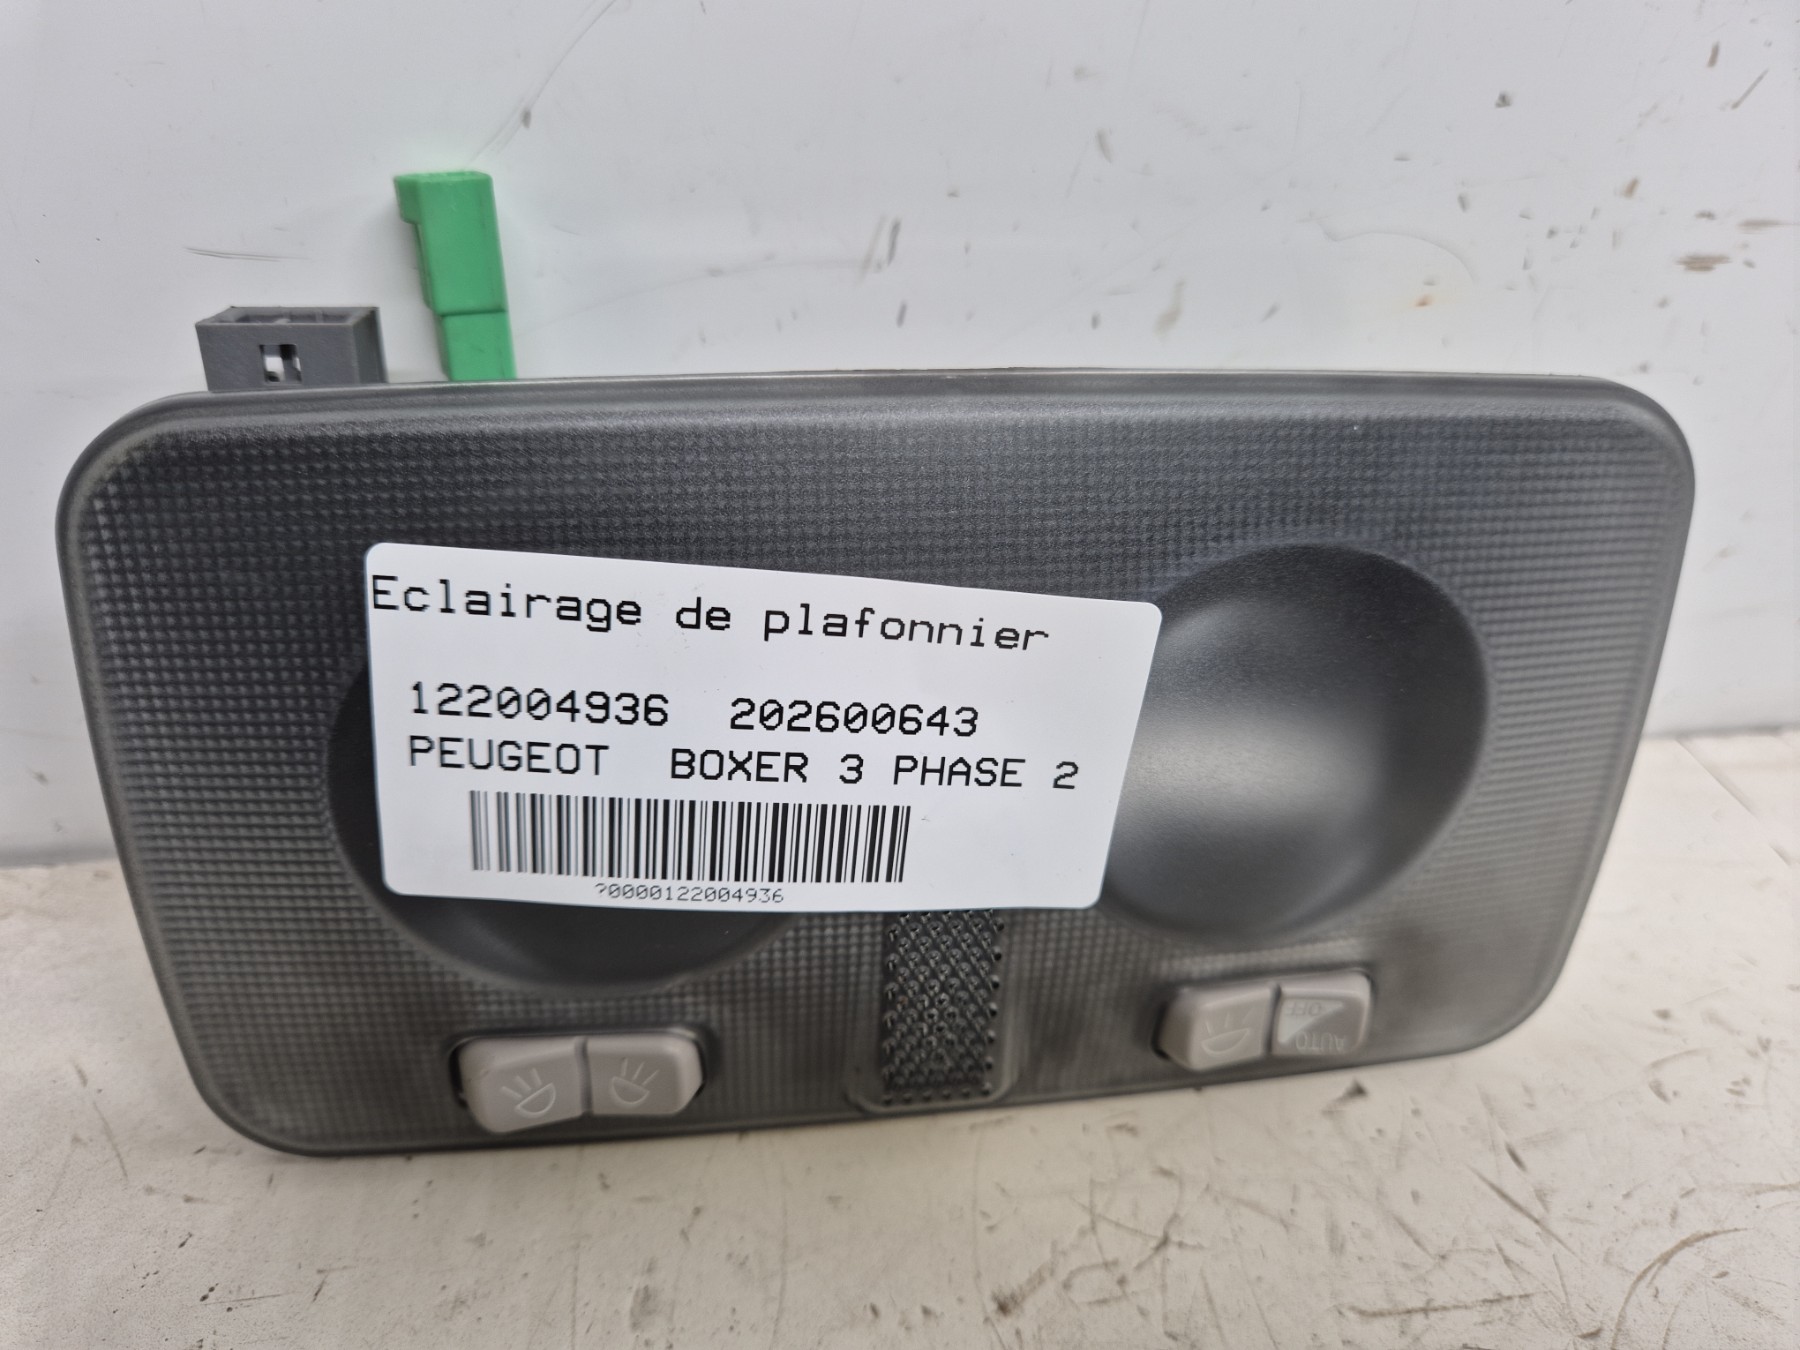 Eclairage de plafonnier
122004936 202600643
PEUGEOT BOXER 3 PHASE 2
?0000122004936
OFF
AUTO